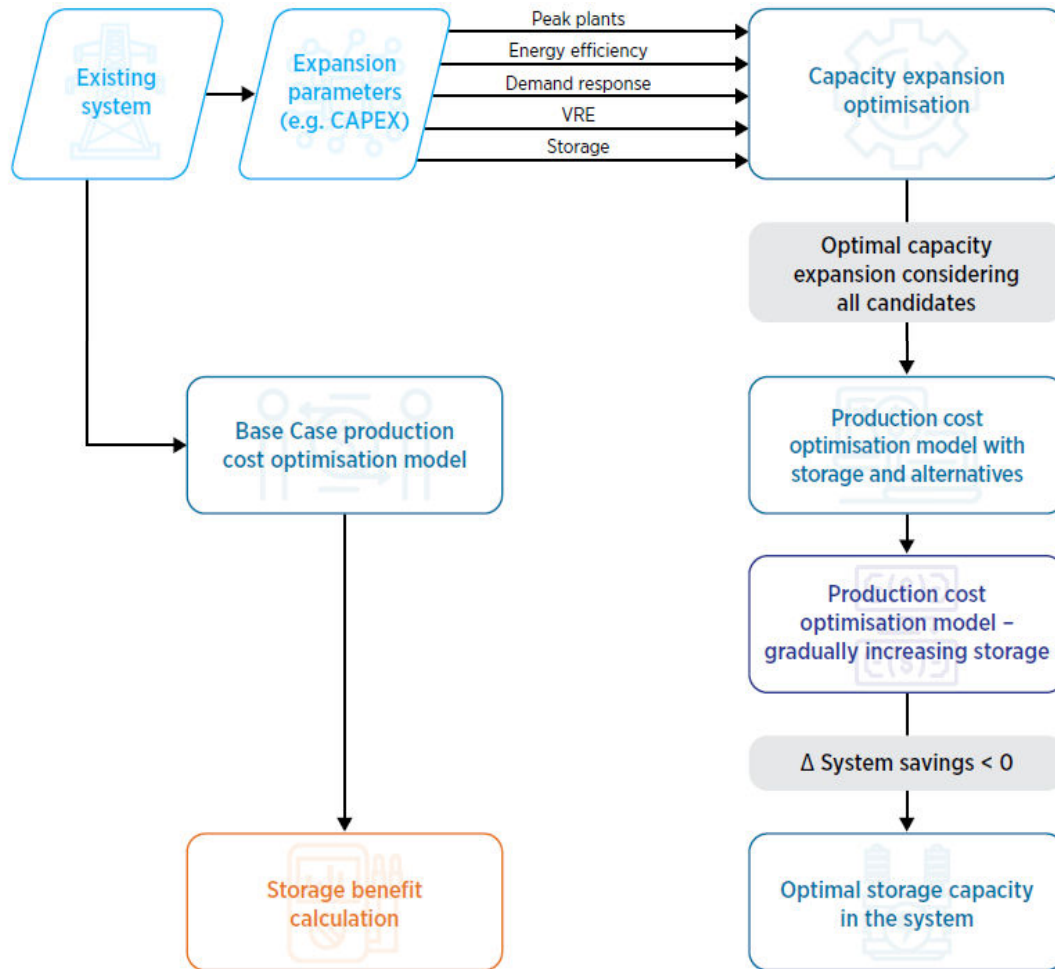 Existing
system
Expansion
parameters
(e.g. CAPEX)
Peak plants
Energy efficiency
Demand response
VRE
Storage
Capacity expansion
optimisation
Optimal capacity
expansion considering
all candidates
Base Case production
cost optimisation model
Production cost
optimisation model with
storage and alternatives
Production cost
optimisation model –
gradually increasing storage
Δ System savings < 0
Storage benefit
calculation
Optimal storage capacity
in the system